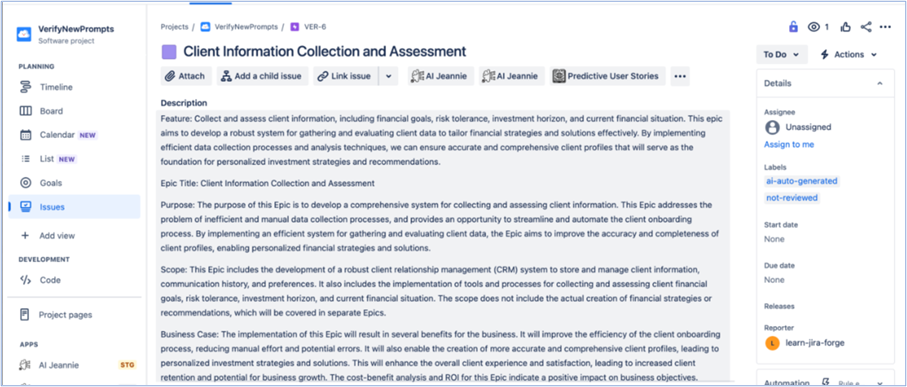 VerifyNewPrompts
Software project
PLANNING
Timeline
Board
Calendar NEW
List NEW
Goals
Issues
Add view
DEVELOPMENT
Code
Project pages
APPS
AI Jeannie STG
Projects / VerifyNewPrompts / VER-6
1
Client Information Collection and Assessment
Attach Add a child issue Link issue AI Jeannie AI Jeannie Predictive User Stories
Description
Feature: Collect and assess client information, including financial goals, risk tolerance, investment horizon, and current financial situation. This epic
aims to develop a robust system for gathering and evaluating client data to tailor financial strategies and solutions effectively. By implementing
efficient data collection processes and analysis techniques, we can ensure accurate and comprehensive client profiles that will serve as the
foundation for personalized investment strategies and recommendations.
Epic Title: Client Information Collection and Assessment
Purpose: The purpose of this Epic is to develop a comprehensive system for collecting and assessing client information. This Epic addresses the
problem of inefficient and manual data collection processes, and provides an opportunity to streamline and automate the client onboarding
process. By implementing an efficient system for gathering and evaluating client data, the Epic aims to improve the accuracy and completeness of
client profiles, enabling personalized financial strategies and solutions.
Scope: This Epic includes the development of a robust client relationship management (CRM) system to store and manage client information,
communication history, and preferences. It also includes the implementation of tools and processes for collecting and assessing client financial
goals, risk tolerance, investment horizon, and current financial situation. The scope does not include the actual creation of financial strategies or
recommendations, which will be covered in separate Epics.
Business Case: The implementation of this Epic will result in several benefits for the business. It will improve the efficiency of the client onboarding
process, reducing manual effort and potential errors. It will also enable the creation of more accurate and comprehensive client profiles, leading to
personalized investment strategies and solutions. This will enhance the overall client experience and satisfaction, leading to increased client
retention and potential for business growth. The cost-benefit analysis and ROI for this Epic indicate a positive impact on business objectives.
To Do Actions
Details
Assignee
Unassigned
Assign to me
Labels
ai-auto-generated
not-reviewed
Start date
None
Due date
None
Releases
Reporter
L learn-jira-forge
Automation Rule